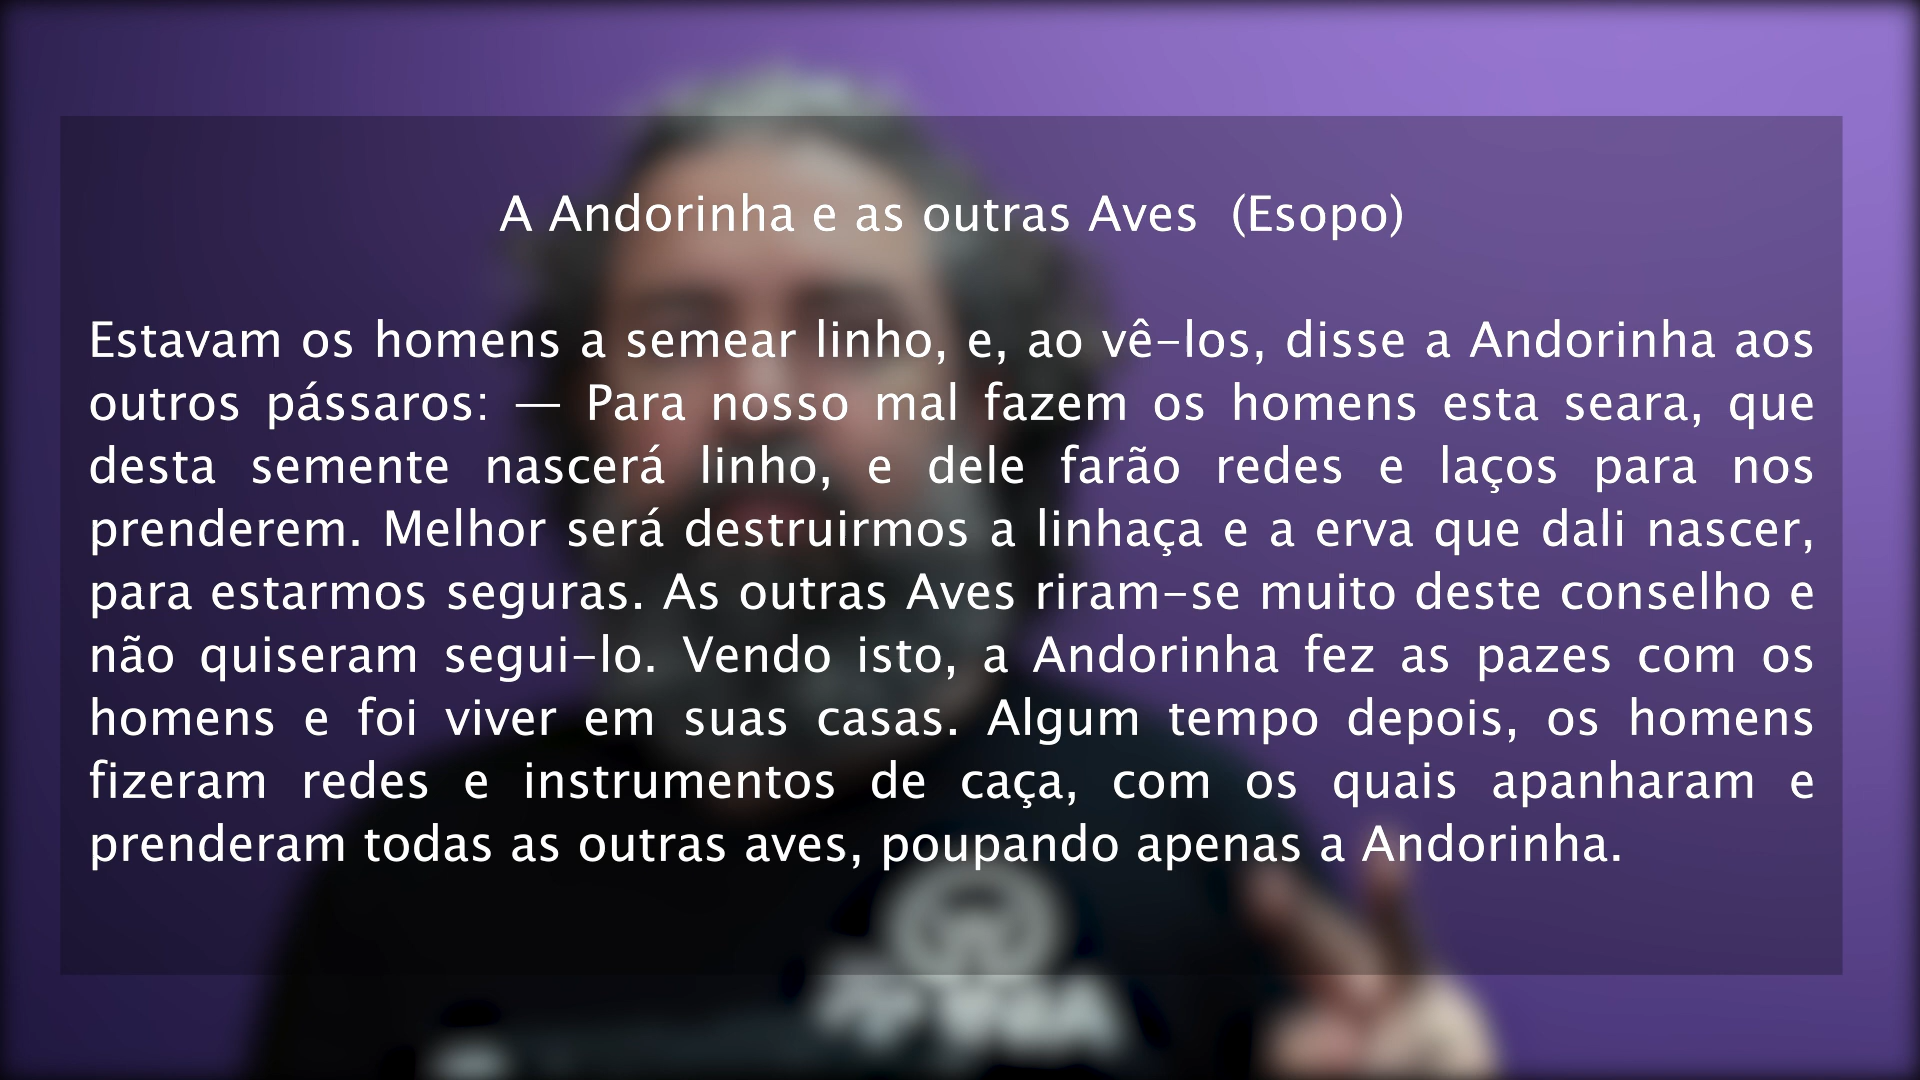 A Andorinha e as outras Aves (Esopo)
Estavam os homens a semear linho, e, ao vê-los, disse a Andorinha aos
outros pássaros: — Para nosso mal fazem os homens esta seara, que
desta semente nascerá linho, e dele farão redes e laços para nos
prenderem. Melhor será destruirmos a linhaça e a erva que dali nascer,
para estarmos seguras. As outras Aves riram-se muito deste conselho e
não quiseram segui-lo. Vendo isto, a Andorinha fez as pazes com os
homens e foi viver em suas casas. Algum tempo depois, os homens
fizeram redes e instrumentos de caça, com os quais apanharam e
prenderam todas as outras aves, poupando apenas a Andorinha.